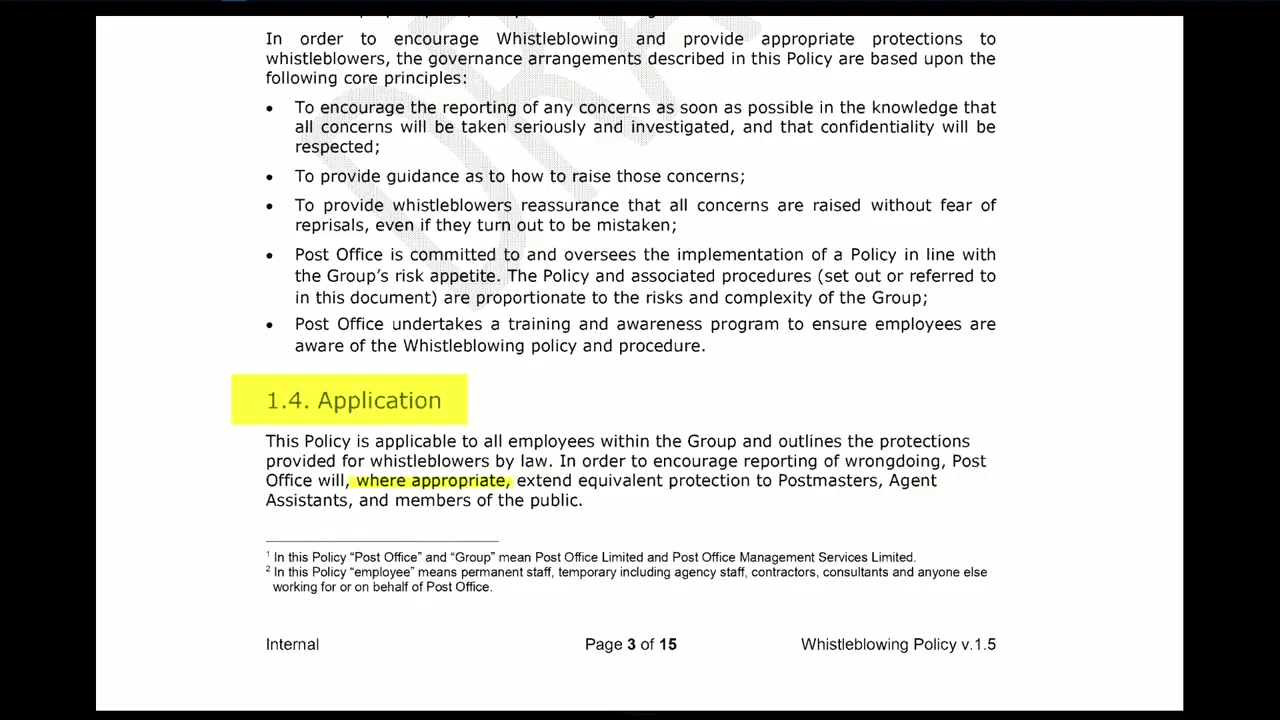 In order to encourage Whistleblowing and provide appropriate protections to
whistleblowers, the governance arrangements described in this Policy are based upon the
following core principles:
• To encourage the reporting of any concerns as soon as possible in the knowledge that
all concerns will be taken seriously and investigated, and that confidentiality will be
respected;
• To provide guidance as to how to raise those concerns;
• To provide whistleblowers reassurance that all concerns are raised without fear of
reprisals, even if they turn out to be mistaken;
• Post Office is committed to and oversees the implementation of a Policy in line with
the Group's risk appetite. The Policy and associated procedures (set out or referred to
in this document) are proportionate to the risks and complexity of the Group;
• Post Office undertakes a training and awareness program to ensure employees are
aware of the Whistleblowing policy and procedure.
1.4. Application
This Policy is applicable to all employees within the Group and outlines the protections
provided for whistleblowers by law. In order to encourage reporting of wrongdoing, Post
Office will, where appropriate, extend equivalent protection to Postmasters, Agent
Assistants, and members of the public.
1 In this Policy “Post Office” and “Group” mean Post Office Limited and Post Office Management Services Limited.
2 In this Policy “employee” means permanent staff, temporary including agency staff, contractors, consultants and anyone else
working for or on behalf of Post Office.
Internal Page 3 of 15 Whistleblowing Policy v.1.5